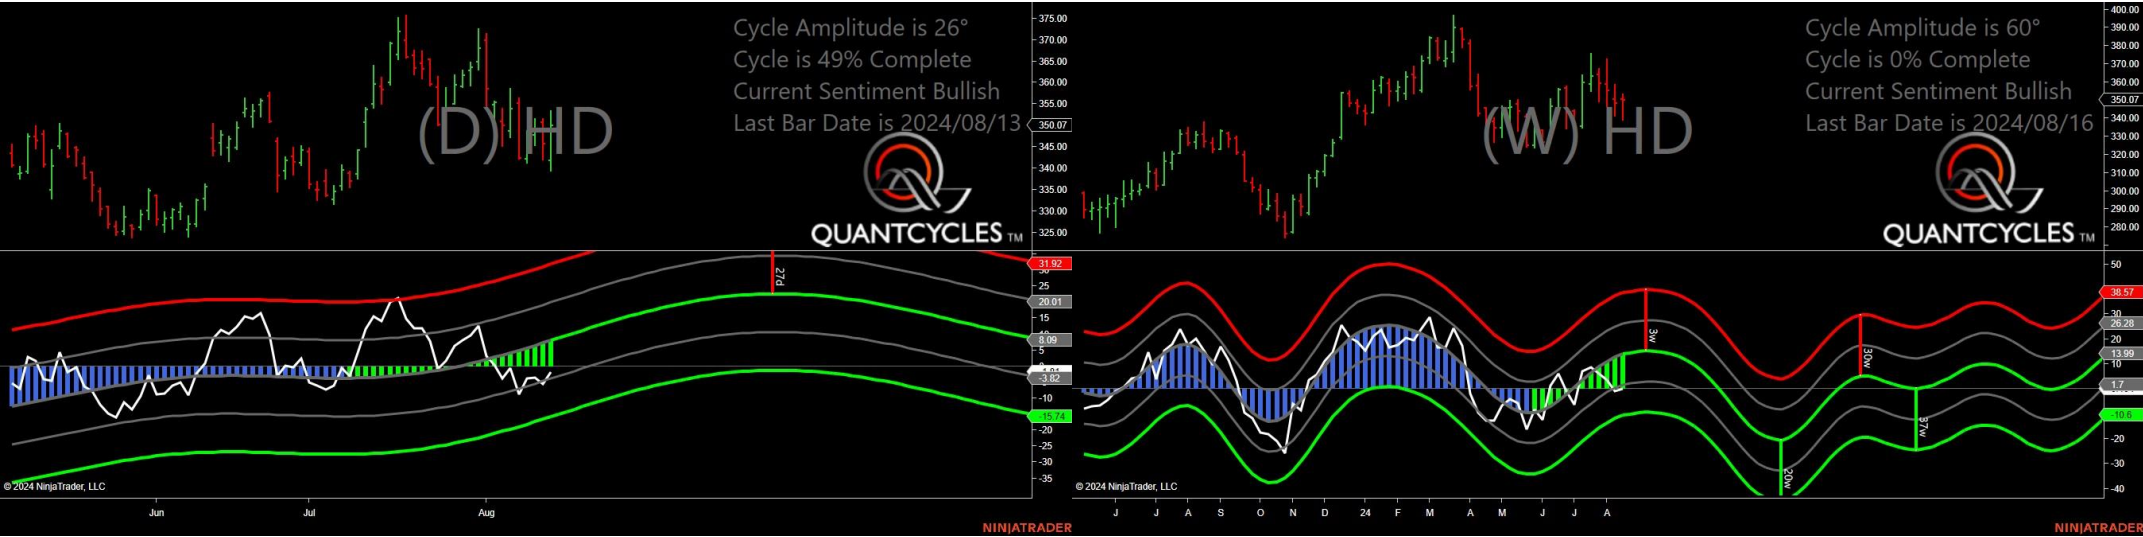 Cycle Amplitude is 26°
Cycle is 49% Complete
Current Sentiment Bullish
Last Bar Date is 2024/08/13
(D) HD
QUANTCYCLES TM
375.00
370.00
365.00
360.00
355.00
350.07
345.00
340.00
335.00
330.00
325.00
27d
31.92
25
20.01
15
8.09
5
-3.82
-10
-15.74
-20
-25
-30
-35
© 2024 NinjaTrader, LLC
Jun Jul Aug
NINJATRADER
Cycle Amplitude is 60°
Cycle is 0% Complete
Current Sentiment Bullish
Last Bar Date is 2024/08/16
(W) HD
QUANTCYCLES TM
400.00
390.00
380.00
370.00
360.00
350.07
340.00
330.00
320.00
310.00
300.00
290.00
280.00
3w
30w
20w
37w
50
38.57
30
26.28
20
13.99
10
1.7
-10.6
-20
-30
-40
© 2024 NinjaTrader, LLC
J J A S O N D 24 F M A M J J A
NINJATRADER